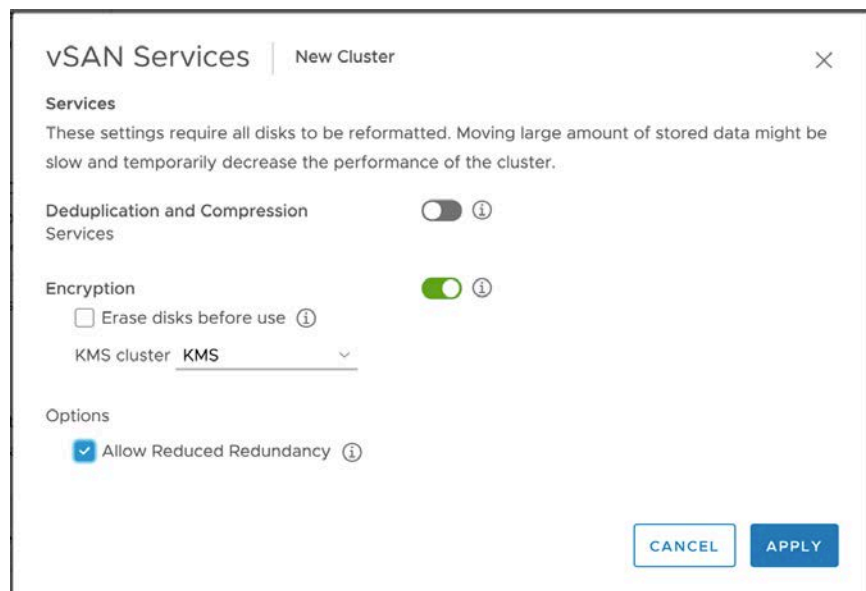 vSAN Services New Cluster
Services
These settings require all disks to be reformatted. Moving large amount of stored data might be
slow and temporarily decrease the performance of the cluster.
Deduplication and Compression
Services
Encryption
Erase disks before use
KMS cluster KMS
Options
Allow Reduced Redundancy
CANCEL APPLY